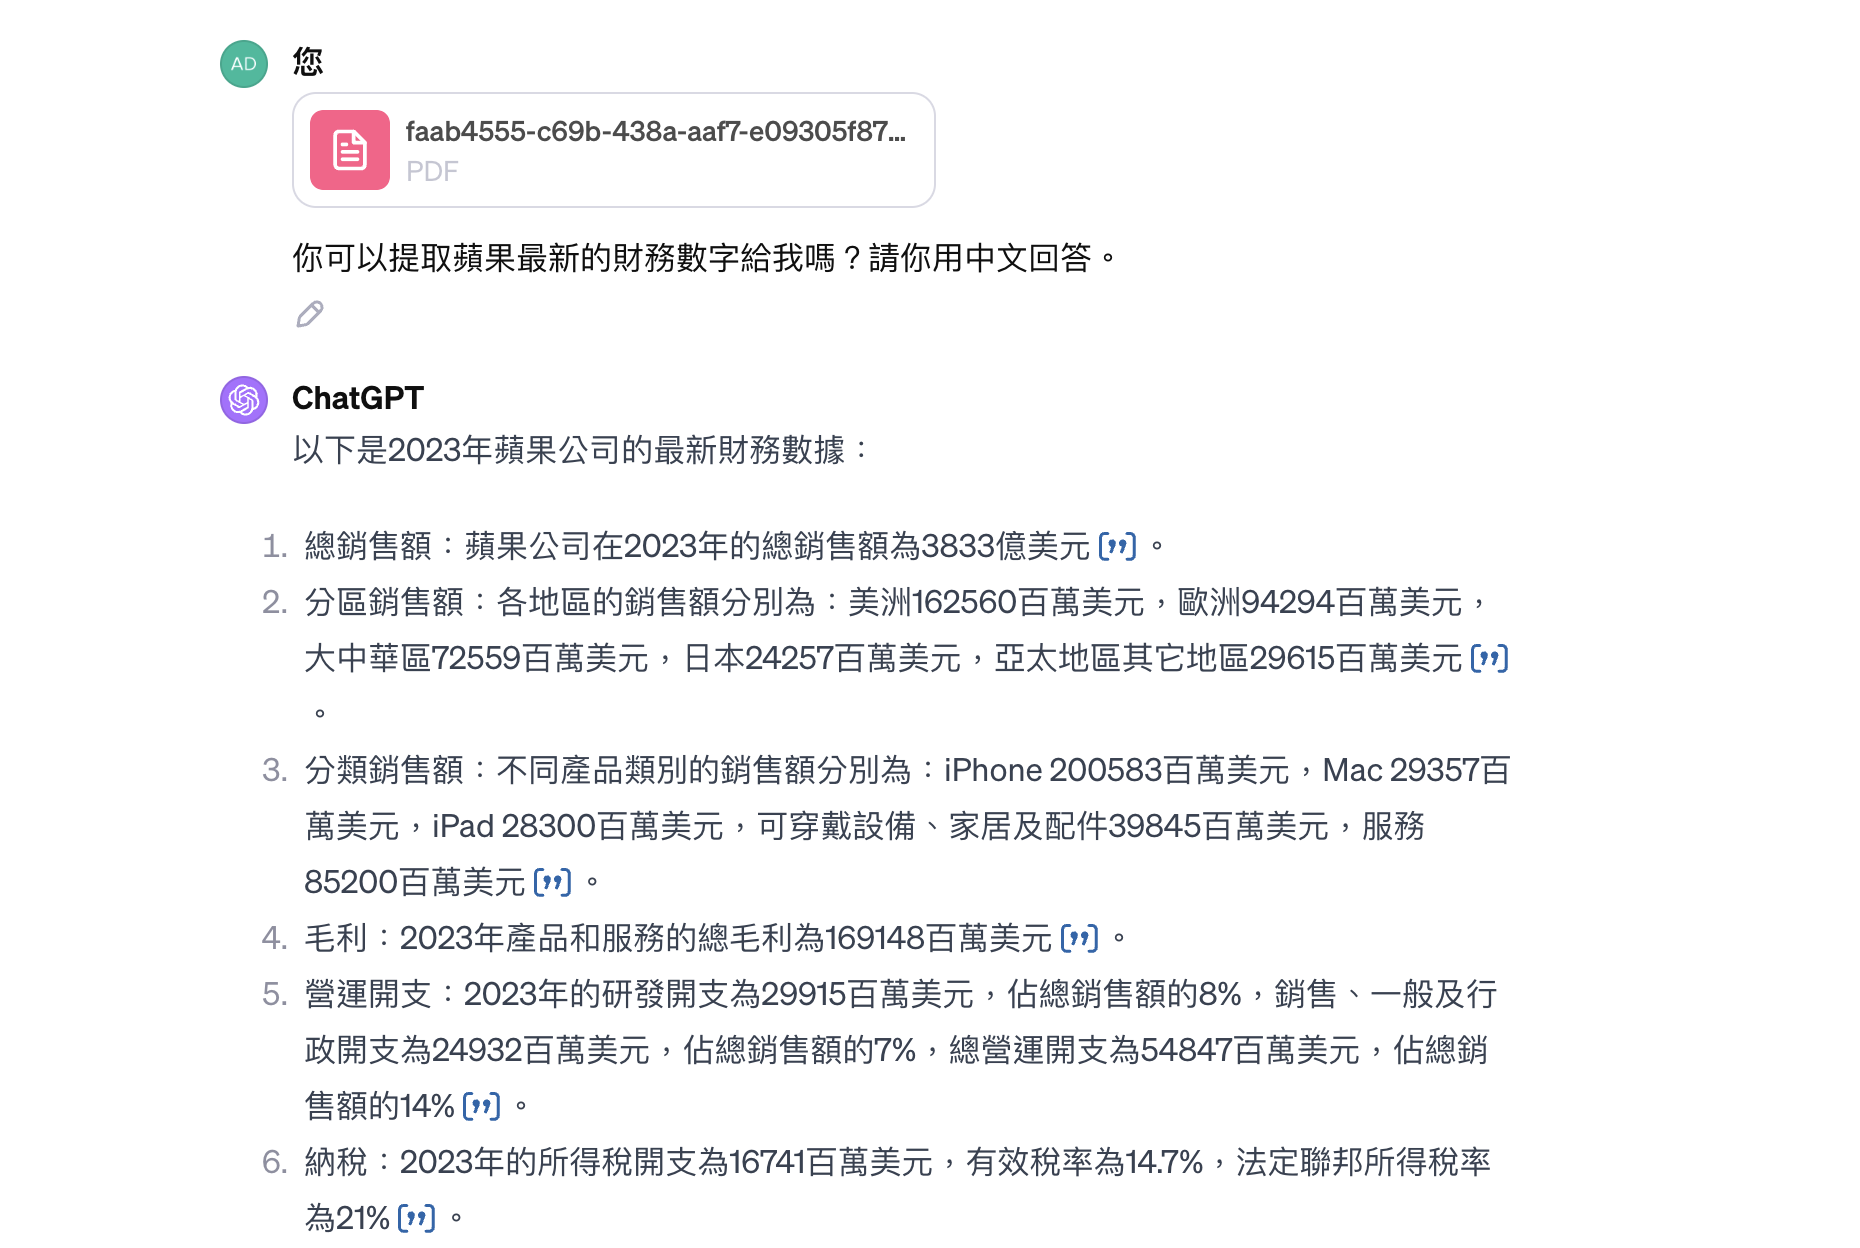 AD
您
faab4555-c69b-438a-aaf7-e09305f87...
PDF
你可以提取蘋果最新的財務數字給我嗎？請你用中文回答。
ChatGPT
以下是2023年蘋果公司的最新財務數據：
1. 總銷售額：蘋果公司在2023年的總銷售額為3833億美元 [”] 。
2. 分區銷售額：各地區的銷售額分別為：美洲162560百萬美元，歐洲94294百萬美元，
大中華區72559百萬美元，日本24257百萬美元，亞太地區其它地區29615百萬美元 [”]
。
3. 分類銷售額：不同產品類別的銷售額分別為：iPhone 200583百萬美元，Mac 29357百
萬美元，iPad 28300百萬美元，可穿戴設備、家居及配件39845百萬美元，服務
85200百萬美元 [”] 。
4. 毛利：2023年產品和服務的總毛利為169148百萬美元 [”] 。
5. 營運開支：2023年的研發開支為29915百萬美元，佔總銷售額的8%，銷售、一般及行
政開支為24932百萬美元，佔總銷售額的7%，總營運開支為54847百萬美元，佔總銷
售額的14% [”] 。
6. 納稅：2023年的所得稅開支為16741百萬美元，有效稅率為14.7%，法定聯邦所得稅率
為21% [”] 。